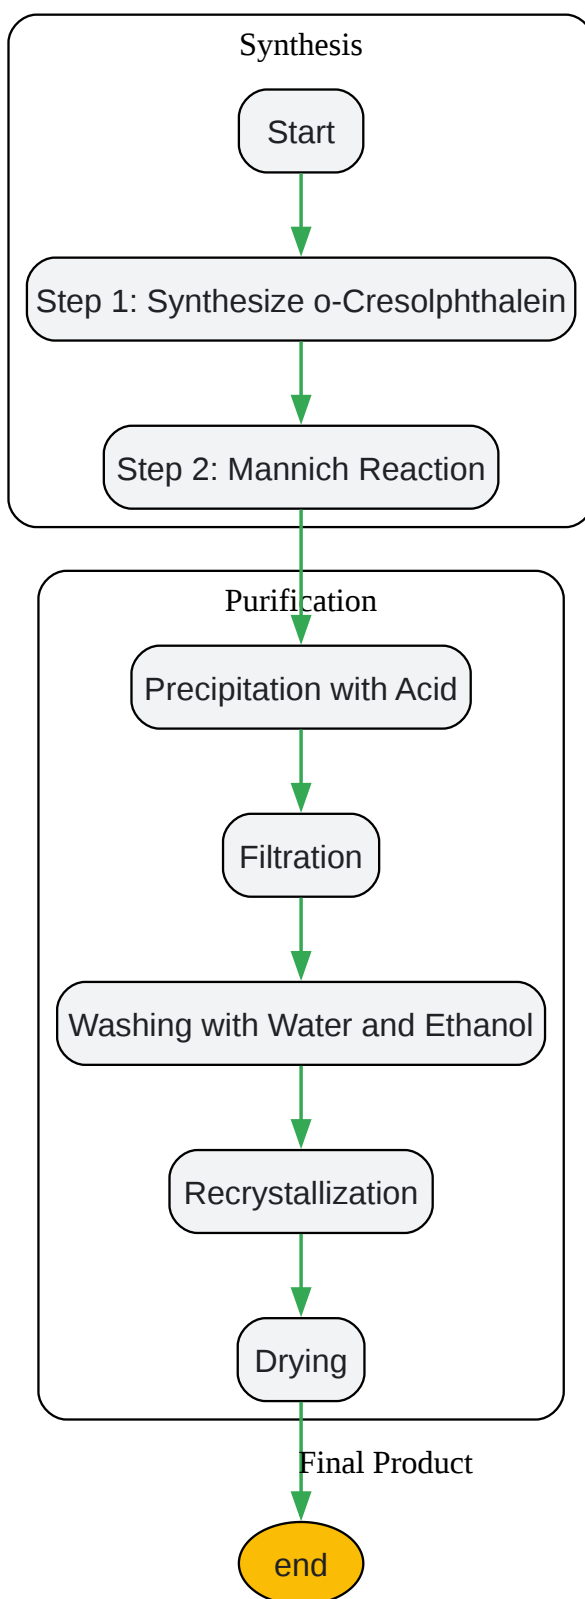 Synthesis
Start
Step 1: Synthesize o-Cresolphthalein
Step 2: Mannich Reaction
Purification
Precipitation with Acid
Filtration
Washing with Water and Ethanol
Recrystallization
Drying
Final Product
end